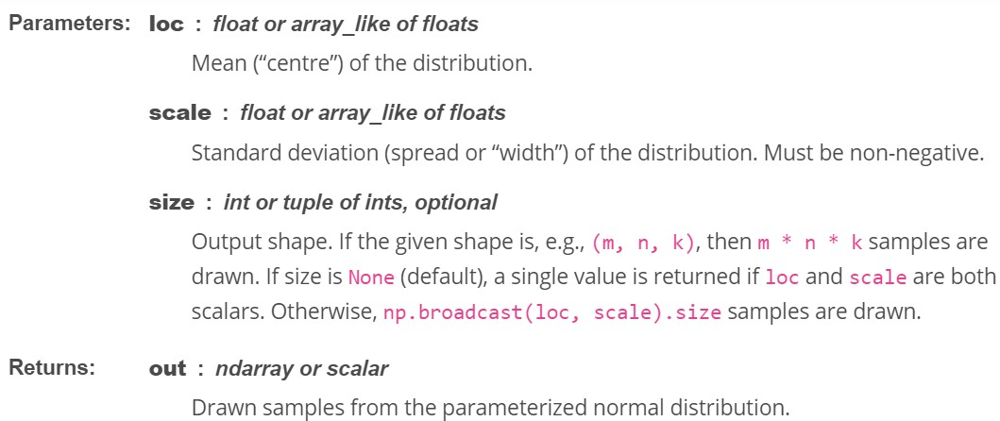 Parameters: loc : float or array_like of floats
Mean (“centre”) of the distribution.
scale : float or array_like of floats
Standard deviation (spread or “width”) of the distribution. Must be non-negative.
size : int or tuple of ints, optional
Output shape. If the given shape is, e.g., (m, n, k), then m * n * k samples are
drawn. If size is None (default), a single value is returned if loc and scale are both
scalars. Otherwise, np.broadcast(loc, scale).size samples are drawn.
Returns: out : ndarray or scalar
Drawn samples from the parameterized normal distribution.